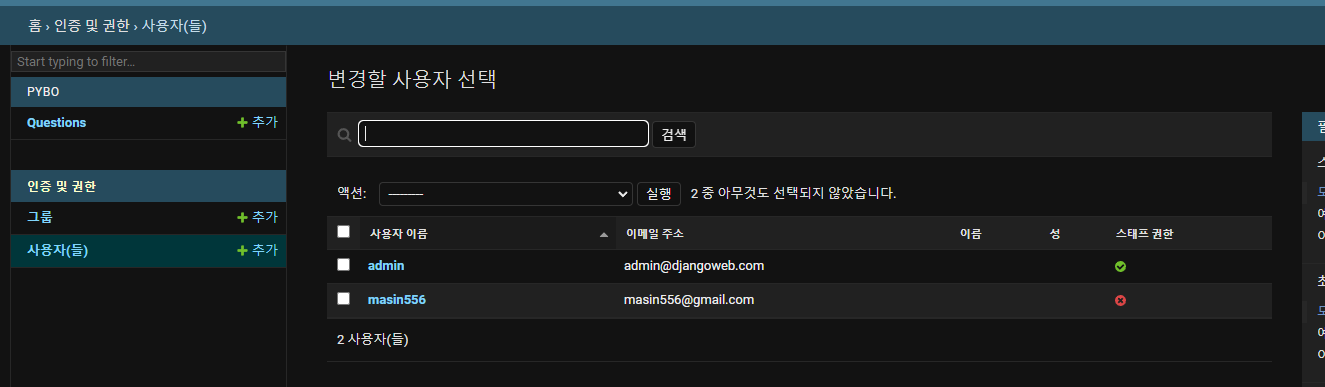 홈 › 인증 및 권한 › 사용자(들)
Start typing to filter…
PYBO
Questions + 추가
인증 및 권한
그룹 + 추가
사용자(들) + 추가
변경할 사용자 선택
검색
액션: --------- 실행 2 중 아무것도 선택되지 않았습니다.
사용자 이름 이메일 주소 이름 성 스태프 권한
admin admin@djangoweb.com
masin556 masin556@gmail.com
2 사용자(들)